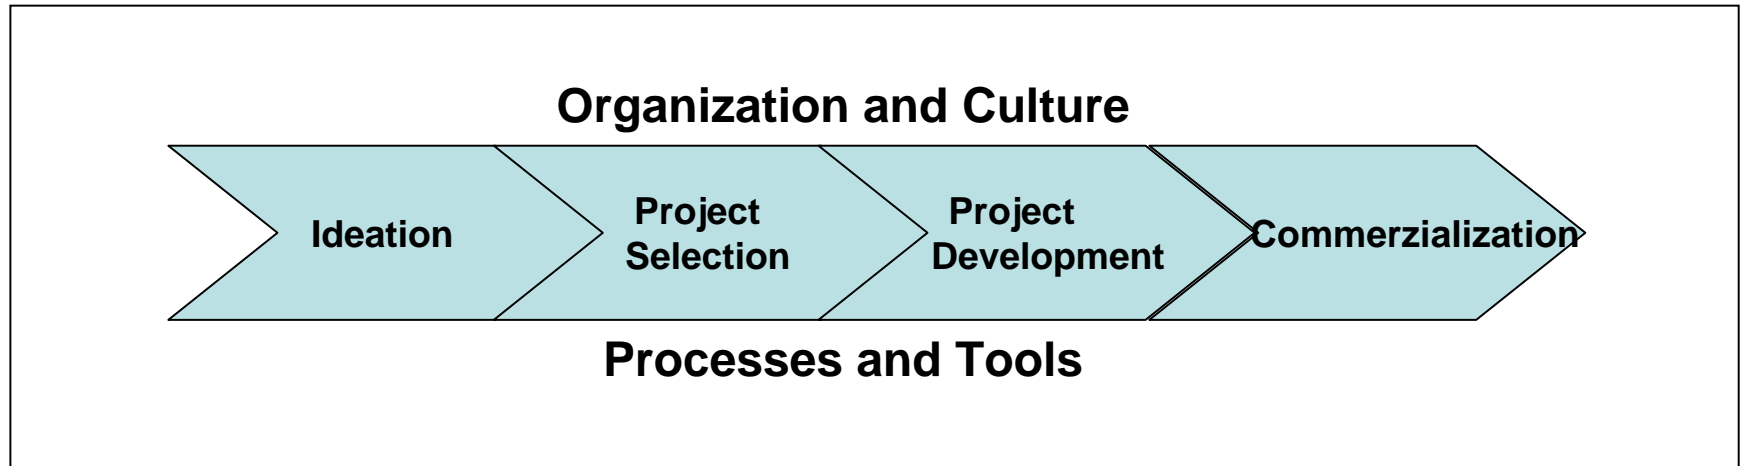 Organization and Culture
Ideation
Project
Selection
Project
Development
Commerzialization
Processes and Tools